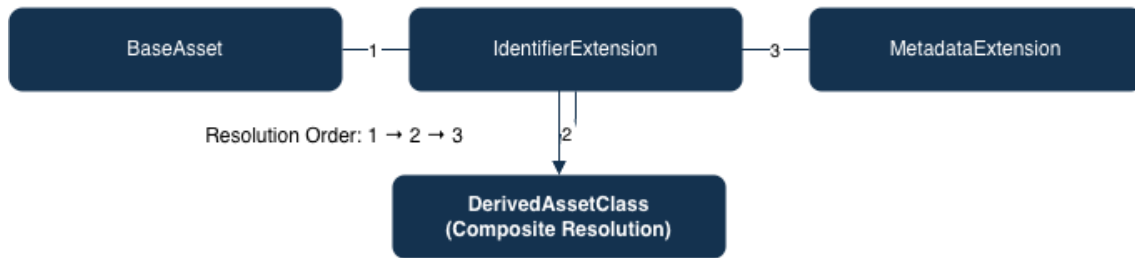 BaseAsset
1
IdentifierExtension
3
MetadataExtension
Resolution Order: 1 → 2 → 3
2
DerivedAssetClass
(Composite Resolution)